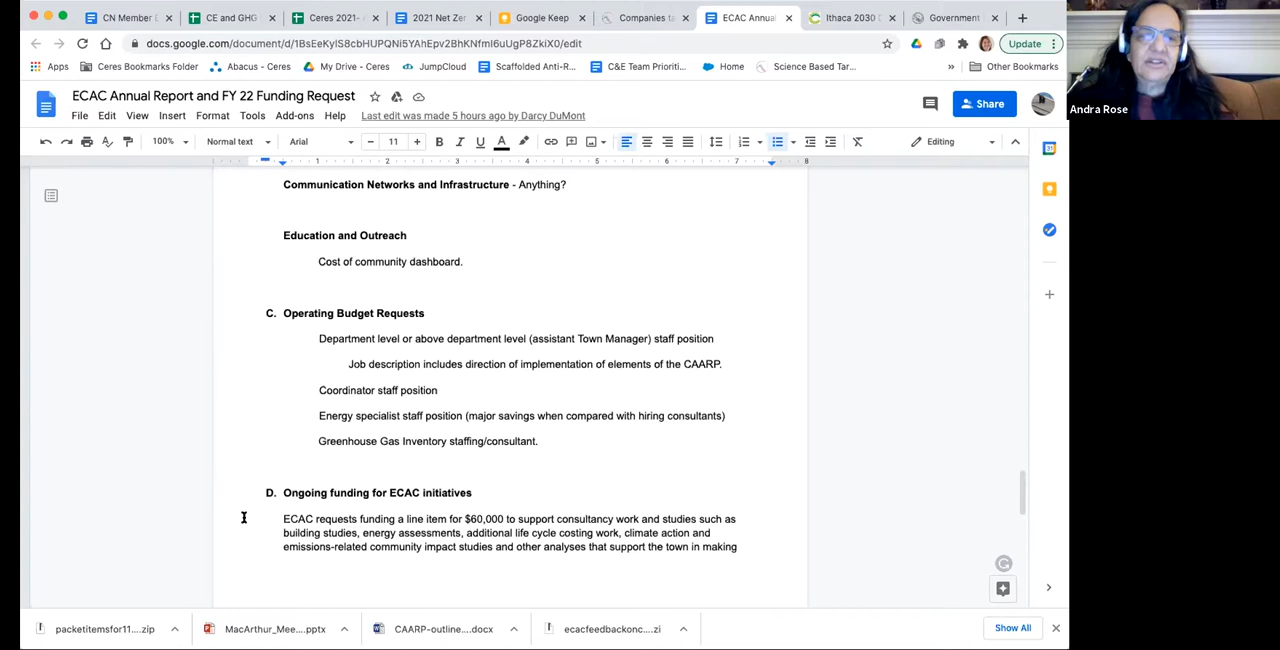 CN Member E
CE and GHG
Ceres 2021-
2021 Net Zer
Google Keep
Companies ta
ECAC Annual
Ithaca 2030 D
Government
docs.google.com/document/d/1BsEeKyIS8cbHUPQNi5YAhEpv2BhKNfmI6uUgP8ZkiX0/edit
Update
Apps
Ceres Bookmarks Folder
Abacus - Ceres
My Drive - Ceres
JumpCloud
Scaffolded Anti-R...
C&E Team Prioriti...
Home
Science Based Tar...
»
Other Bookmarks
ECAC Annual Report and FY 22 Funding Request
Share
File Edit View Insert Format Tools Add-ons Help Last edit was made 5 hours ago by Darcy DuMont
100% Normal text Arial - 11 + B I U A Editing
1 2 3 4 5 6 7 8
Communication Networks and Infrastructure - Anything?
Education and Outreach
Cost of community dashboard.
C. Operating Budget Requests
Department level or above department level (assistant Town Manager) staff position
Job description includes direction of implementation of elements of the CAARP.
Coordinator staff position
Energy specialist staff position (major savings when compared with hiring consultants)
Greenhouse Gas Inventory staffing/consultant.
D. Ongoing funding for ECAC initiatives
ECAC requests funding a line item for $60,000 to support consultancy work and studies such as
building studies, energy assessments, additional life cycle costing work, climate action and
emissions-related community impact studies and other analyses that support the town in making
packetitemsfor11....zip
MacArthur_Mee....pptx
CAARP-outline....docx
ecacfeedbackonc....zi
Show All
Andra Rose